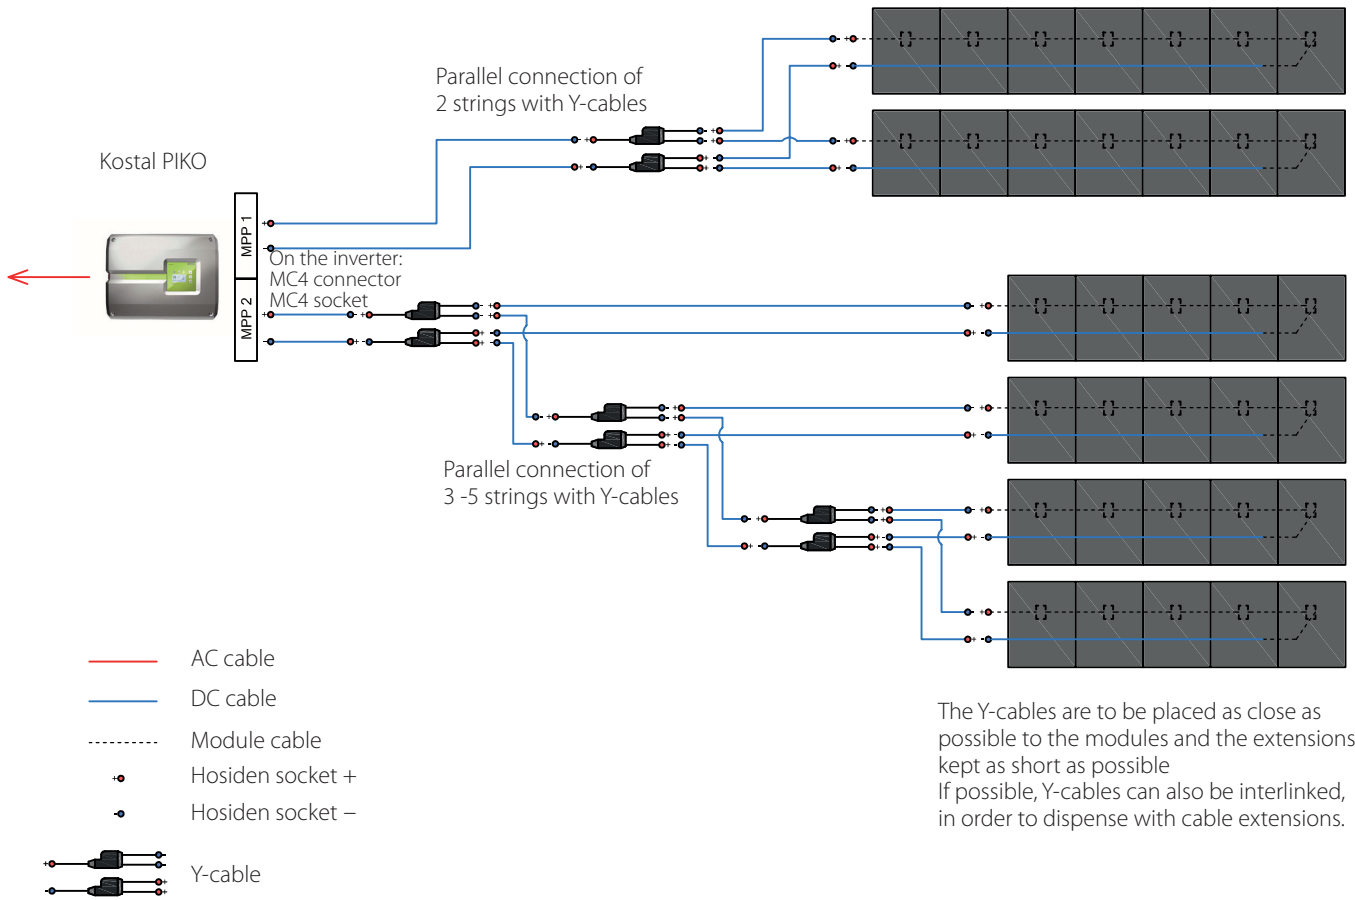 Parallel connection of
2 strings with Y-cables
Kostal PIKO
MPP 1
On the inverter:
MC4 connector
MC4 socket
MPP 2
Parallel connection of
3 -5 strings with Y-cables
AC cable
DC cable
Module cable
Hosiden socket +
Hosiden socket –
Y-cable
The Y-cables are to be placed as close as
possible to the modules and the extensions
kept as short as possible
If possible, Y-cables can also be interlinked,
in order to dispense with cable extensions.